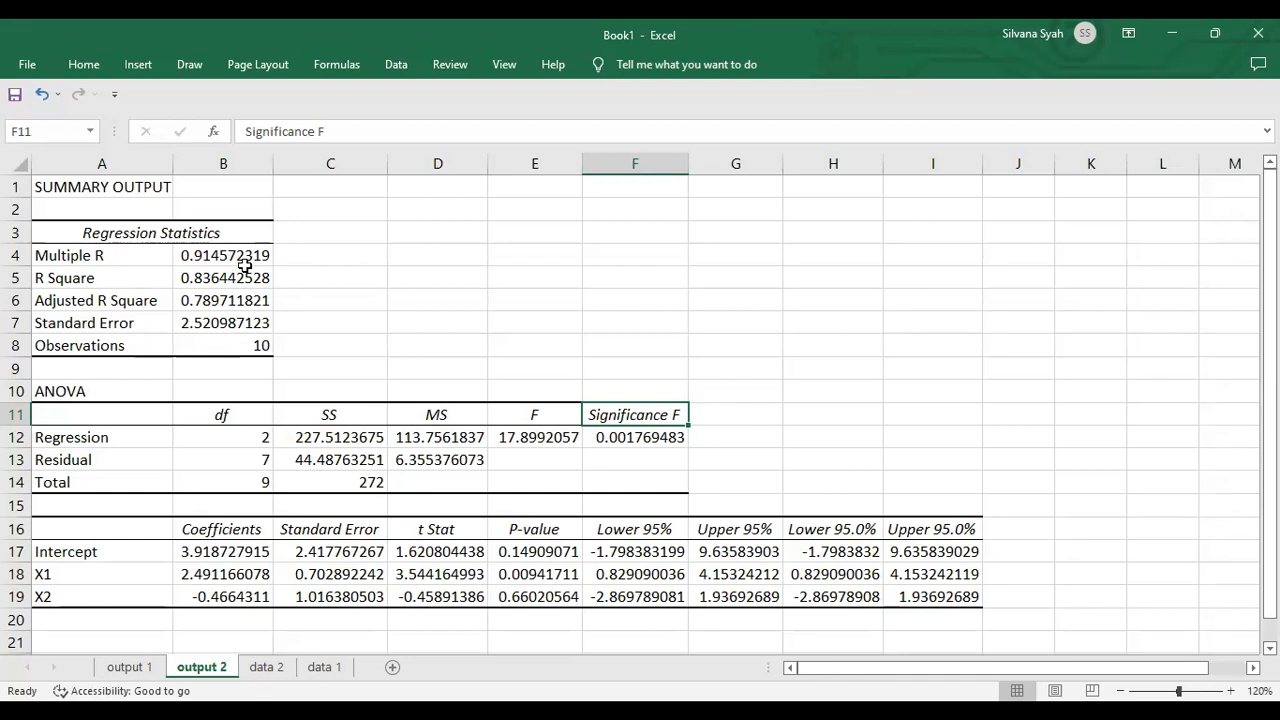 Book1 - Excel
Silvana Syah SS
File Home Insert Draw Page Layout Formulas Data Review View Help Tell me what you want to do
F11 fx Significance F
A B C D E F G H I J K L M
1 SUMMARY OUTPUT
2
3 Regression Statistics
4 Multiple R 0.914572319
5 R Square 0.836442528
6 Adjusted R Square 0.789711821
7 Standard Error 2.520987123
8 Observations 10
9
10 ANOVA
11 df SS MS F Significance F
12 Regression 2 227.5123675 113.7561837 17.8992057 0.001769483
13 Residual 7 44.48763251 6.355376073
14 Total 9 272
15
16 Coefficients Standard Error t Stat P-value Lower 95% Upper 95% Lower 95.0% Upper 95.0%
17 Intercept 3.918727915 2.417767267 1.620804438 0.14909071 -1.798383199 9.63583903 -1.7983832 9.635839029
18 X1 2.491166078 0.702892242 3.544164993 0.00941711 0.829090036 4.15324212 0.829090036 4.153242119
19 X2 -0.4664311 1.016380503 -0.45891386 0.66020564 -2.869789081 1.93692689 -2.86978908 1.93692689
20
21
output 1 output 2 data 2 data 1
Ready Accessibility: Good to go 120%